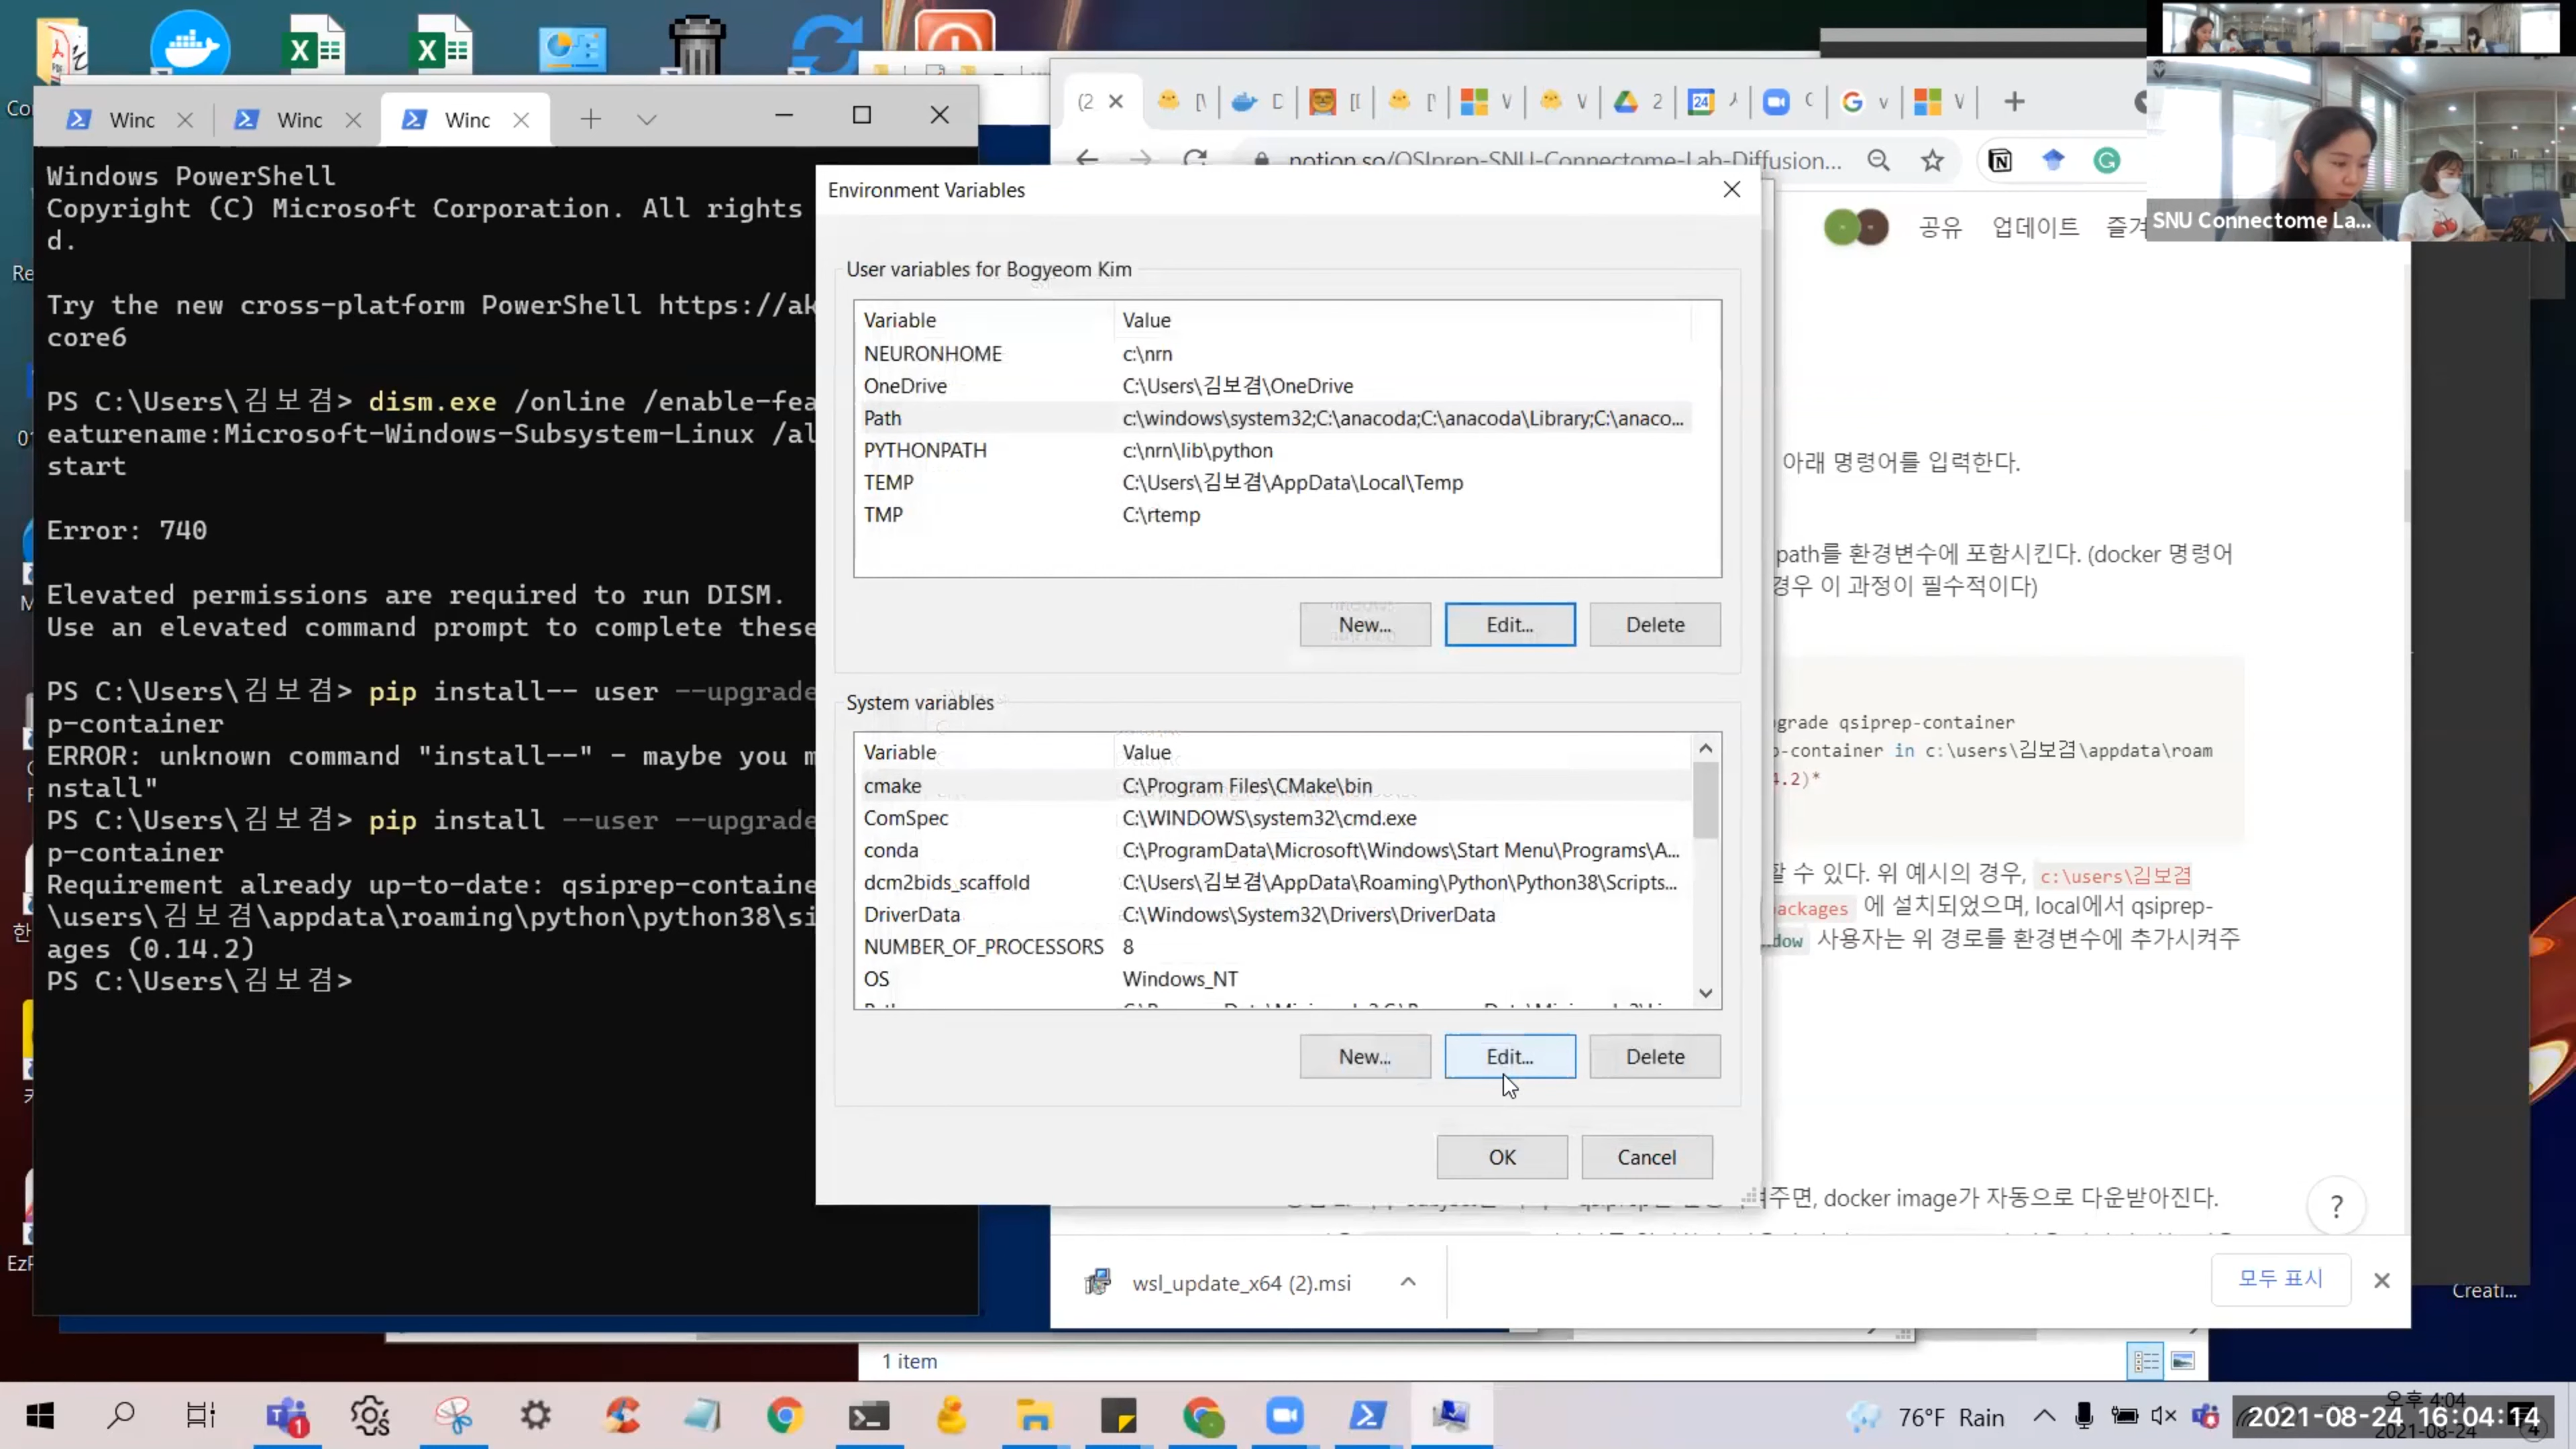 Winc
Winc
Winc
Windows PowerShell
Copyright (C) Microsoft Corporation. All rights
d.
Try the new cross-platform PowerShell https://ak
core6
PS C:\Users\김보겸> dism.exe /online /enable-fea
eaturename:Microsoft-Windows-Subsystem-Linux /al
start
Error: 740
Elevated permissions are required to run DISM.
Use an elevated command prompt to complete these
PS C:\Users\김보겸> pip install-- user --upgrade
p-container
ERROR: unknown command "install--" - maybe you m
nstall"
PS C:\Users\김보겸> pip install --user --upgrade
p-container
Requirement already up-to-date: qsiprep-containe
\users\김보겸\appdata\roaming\python\python38\si
ages (0.14.2)
PS C:\Users\김보겸>
Environment Variables
User variables for Bogyeom Kim
Variable Value
NEURONHOME c:\nrn
OneDrive C:\Users\김보겸\OneDrive
Path c:\windows\system32;C:\anacoda;C:\anacoda\Library;C:\anaco...
PYTHONPATH c:\nrn\lib\python
TEMP C:\Users\김보겸\AppData\Local\Temp
TMP C:\rtemp
New... Edit... Delete
System variables
Variable Value
cmake C:\Program Files\CMake\bin
ComSpec C:\WINDOWS\system32\cmd.exe
conda C:\ProgramData\Microsoft\Windows\Start Menu\Programs\A...
dcm2bids_scaffold C:\Users\김보겸\AppData\Roaming\Python\Python38\Scripts...
DriverData C:\Windows\System32\Drivers\DriverData
NUMBER_OF_PROCESSORS 8
OS Windows_NT
New... Edit... Delete
OK Cancel
notion.so/QSIprep-SNU-Connectome-Lab-Diffusion...
공유 업데이트 즐겨
SNU Connectome La...
아래 명령어를 입력한다.
path를 환경변수에 포함시킨다. (docker 명령어
경우 이 과정이 필수적이다)
grade qsiprep-container
-container in c:\users\김보겸\appdata\roam
4.2)*
할 수 있다. 위 예시의 경우, c:\users\김보겸
ackages 에 설치되었으며, local에서 qsiprep-
dow 사용자는 위 경로를 환경변수에 추가시켜주
여주면, docker image가 자동으로 다운받아진다.
?
wsl_update_x64 (2).msi
모두 표시
Creati...
1 item
76°F Rain
오후 4:04
2021-08-24 16:04:14